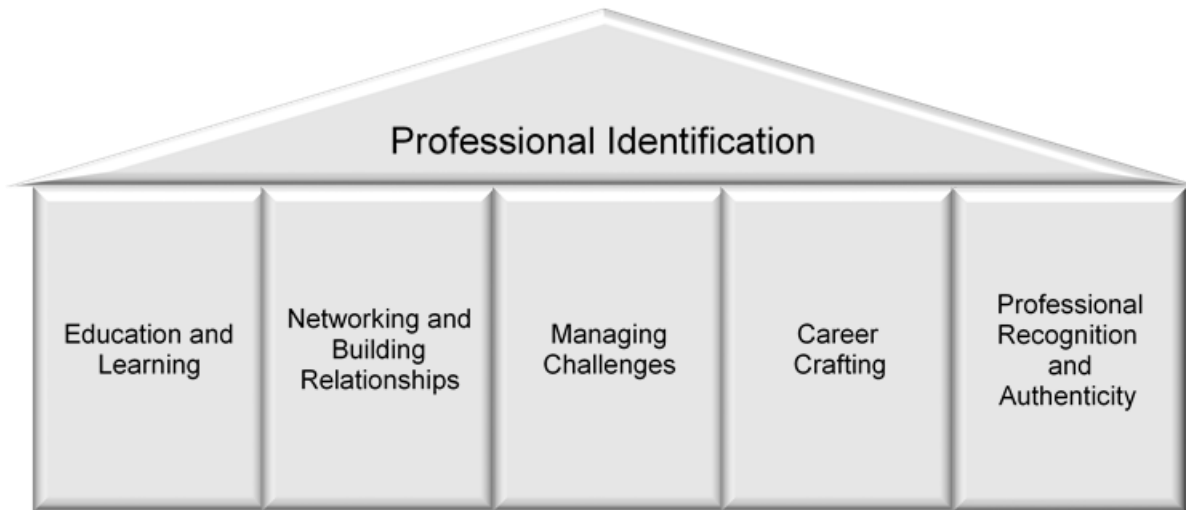 Professional Identification
Education and
Learning
Networking and
Building
Relationships
Managing
Challenges
Career
Crafting
Professional
Recognition
and
Authenticity